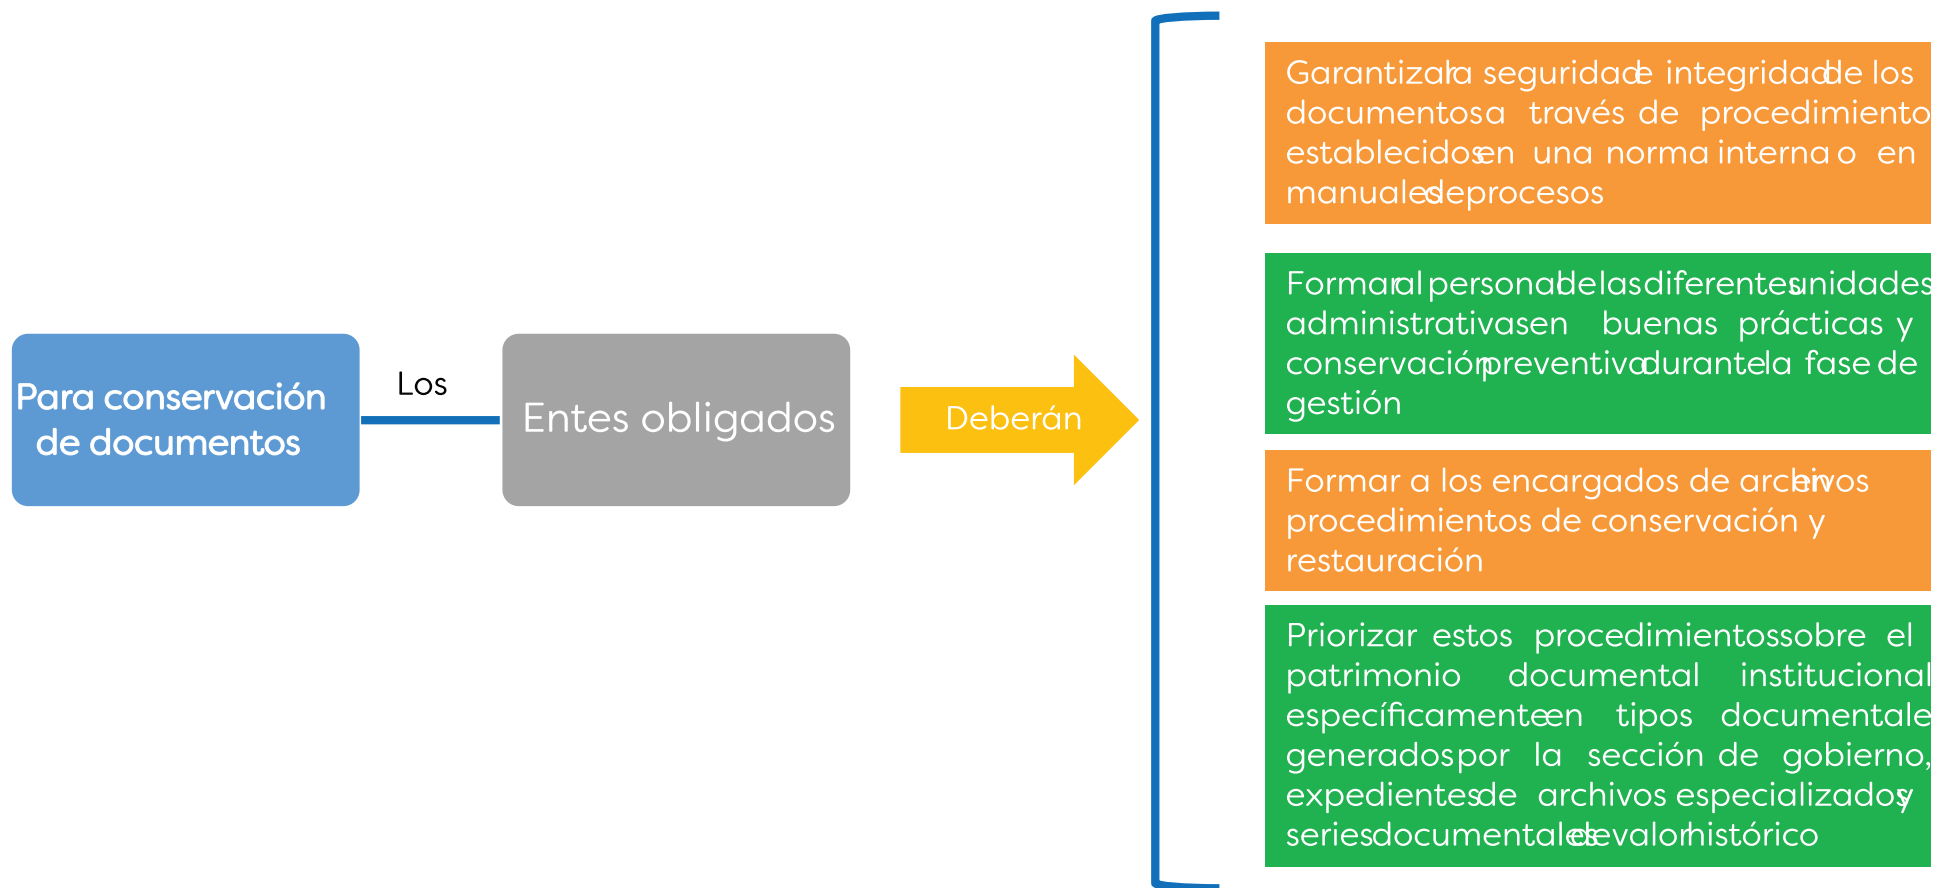 Para conservación
de documentos
Los
Entes obligados
Deberán
Garantizar la seguridad e integridad de los
documentos a través de procedimiento
establecidos en una norma interna o en
manuales de procesos
Formar al personal de las diferentes unidades
administrativas en buenas prácticas y
conservación preventiva durante la fase de
gestión
Formar a los encargados de archivos en
procedimientos de conservación y
restauración
Priorizar estos procedimientos sobre el
patrimonio documental institucional
específicamente en tipos documentale
generados por la sección de gobierno,
expedientes de archivos especializados y
series documentales de valor histórico